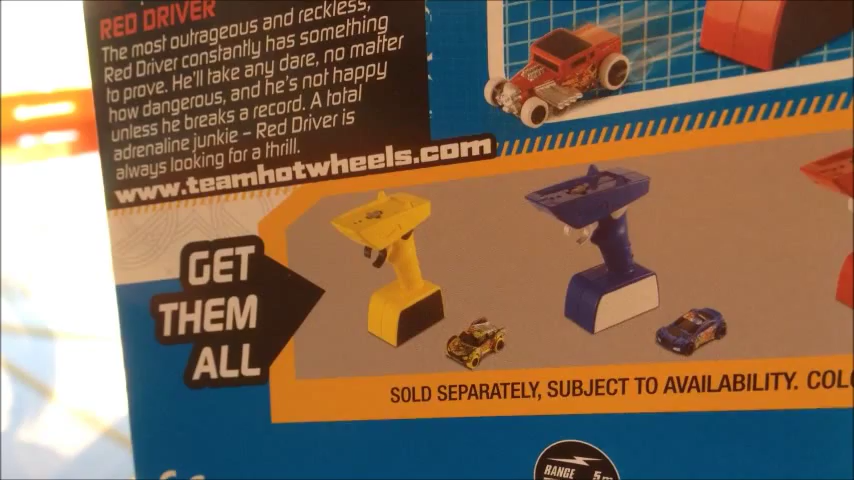 RED DRIVER
The most outrageous and reckless,
Red Driver constantly has something
to prove. He'll take any dare, no matter
how dangerous, and he's not happy
unless he breaks a record. A total
adrenaline junkie – Red Driver is
always looking for a thrill.
www.teamhotwheels.com
GET
THEM
ALL
SOLD SEPARATELY, SUBJECT TO AVAILABILITY.
RANGE 5m